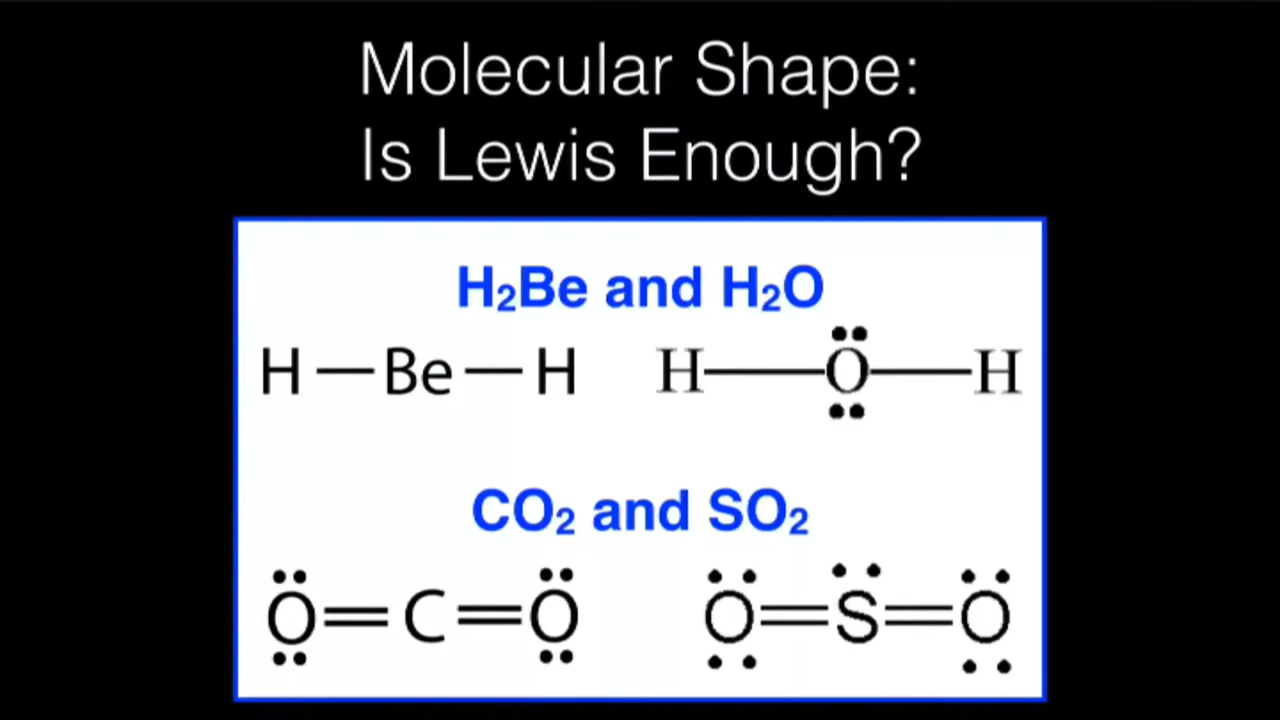 Molecular Shape:
Is Lewis Enough?
H₂Be and H₂O
H—Be—H H—O—H
CO₂ and SO₂
O=C=O O=S=O